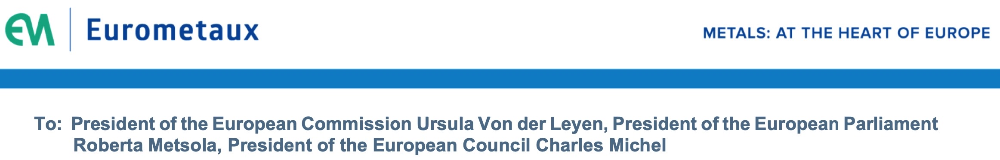 EM Eurometaux METALS: AT THE HEART OF EUROPE
To: President of the European Commission Ursula Von der Leyen, President of the European Parliament
Roberta Metsola, President of the European Council Charles Michel